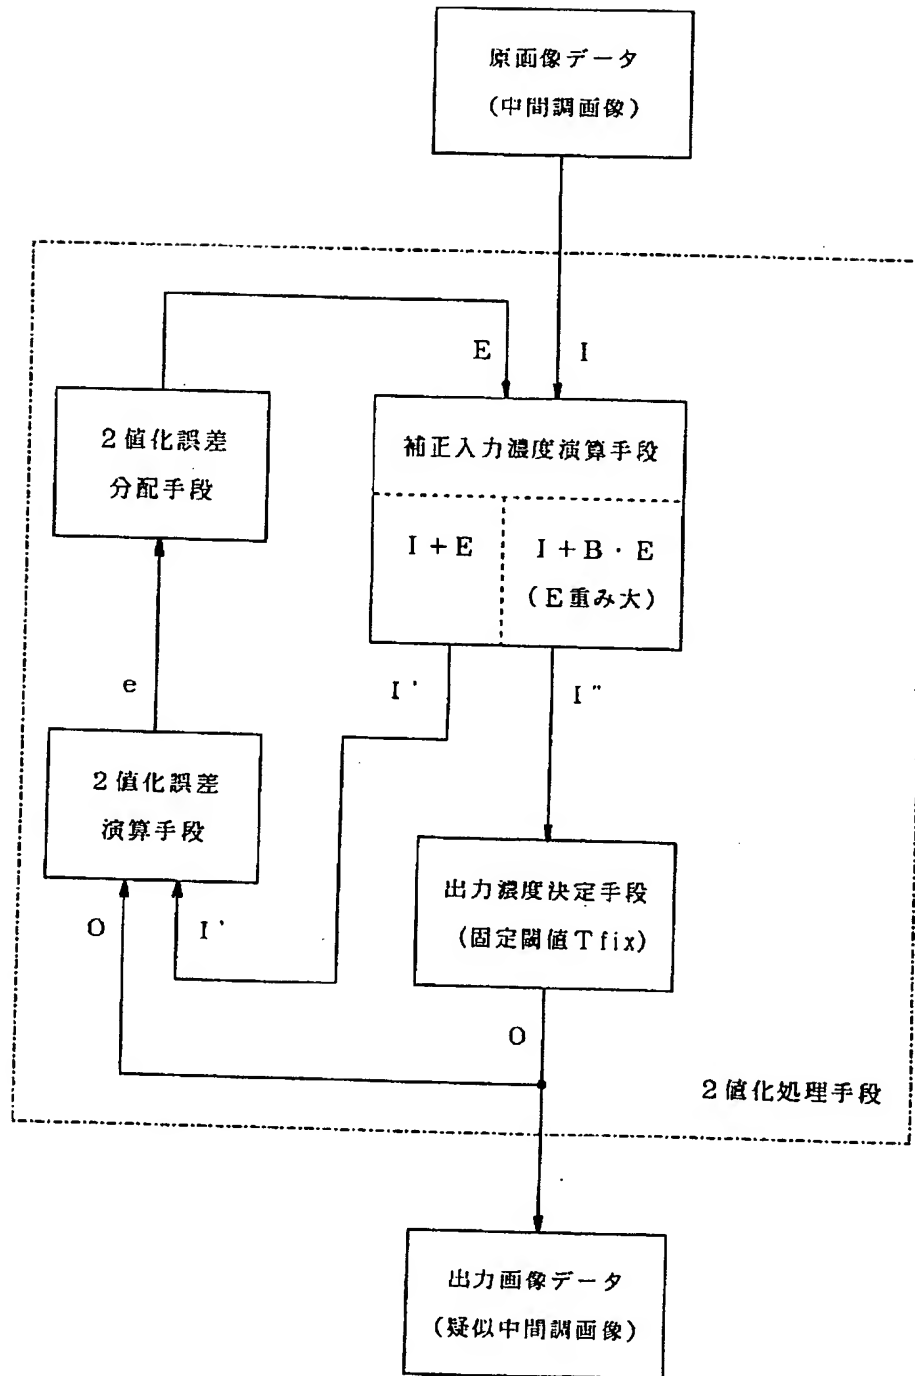 原画像データ
(中間調画像)
E
I
2値化誤差
分配手段
補正入力濃度演算手段
I+E
I+B・E
(E重み大)
e
I'
I"
2値化誤差
演算手段
出力濃度決定手段
(固定閾値Tfix)
O
I'
O
2値化処理手段
出力画像データ
(疑似中間調画像)